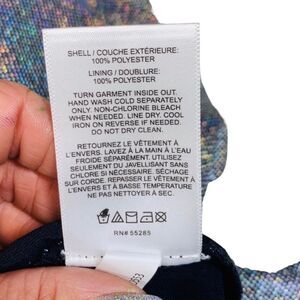 SHELL / COUCHE EXTÉRIEURE:
100% POLYESTER
LINING / DOUBLURE:
100% POLYESTER
TURN GARMENT INSIDE OUT.
HAND WASH COLD SEPARATELY
ONLY. NON-CHLORINE BLEACH
WHEN NEEDED. LINE DRY. COOL
IRON ON REVERSE IF NEEDED.
DO NOT DRY CLEAN.
RETOURNEZ LE VÊTEMENT À
L'ENVERS. LAVEZ À LA MAIN À L'EAU
FROIDE SÉPARÉMENT. UTILISEZ
SEULEMENT DU JAVELLISANT SANS
CHLORE SI NÉCESSAIRE. SÉCHAGE
SUR CORDE. REPASSER DANS
L'ENVERS ET À BASSE TEMPÉRATURE
NE PAS NETTOYER À SEC.
RN# 55285